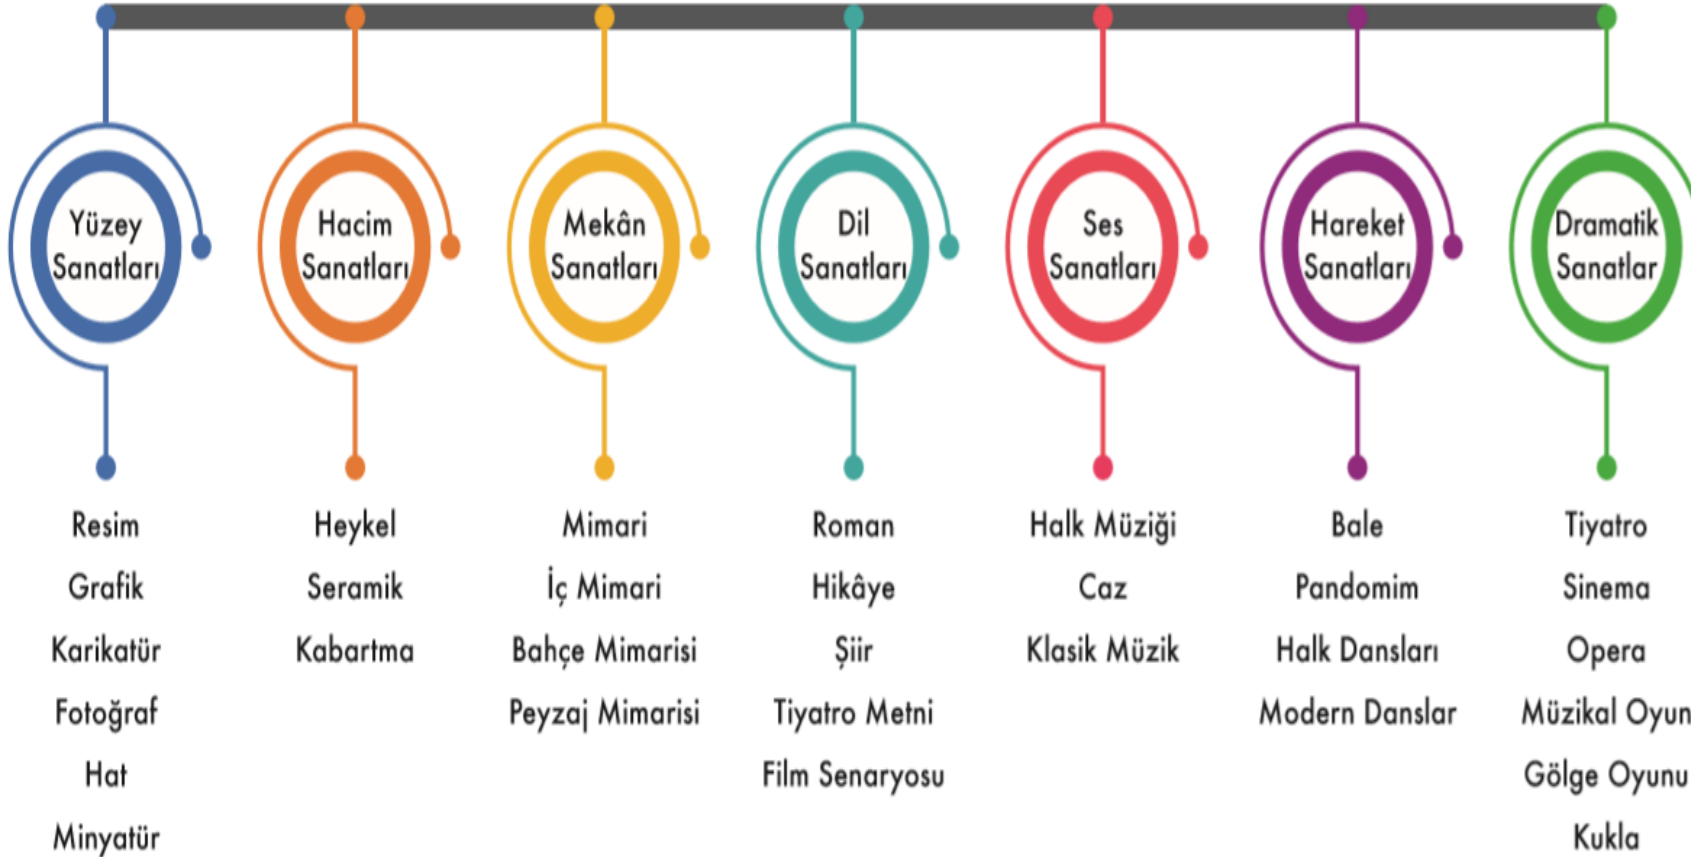 Yüzey
Sanatları
Resim
Grafik
Karikatür
Fotoğraf
Hat
Minyatür
Hacim
Sanatları
Heykel
Seramik
Kabartma
Mekân
Sanatları
Mimari
İç Mimari
Bahçe Mimarisi
Peyzaj Mimarisi
Dil
Sanatları
Roman
Hikâye
Şiir
Tiyatro Metni
Film Senaryosu
Ses
Sanatları
Halk Müziği
Caz
Klasik Müzik
Hareket
Sanatları
Bale
Pandomim
Halk Dansları
Modern Danslar
Dramatik
Sanatlar
Tiyatro
Sinema
Opera
Müzikal Oyun
Gölge Oyunu
Kukla